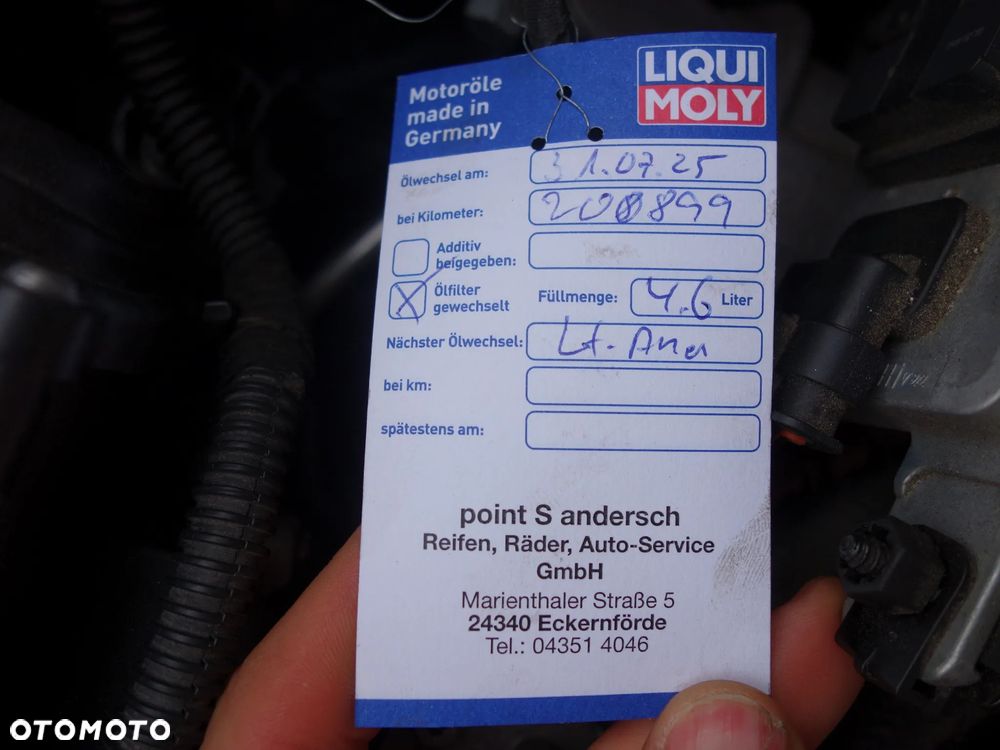 LIQUI
MOLY
Motoröle
made in
Germany
Ölwechsel am: 31.07.25
bei Kilometer: 208899
Additiv
beigegeben:
Ölfilter
gewechselt
Füllmenge: 4.6 Liter
Nächster Ölwechsel: Lt.
bei km:
spätestens am:
point S andersch
Reifen, Räder, Auto-Service
GmbH
Marienthaler Straße 5
24340 Eckernförde
Tel.: 04351 4046
OTOMOTO